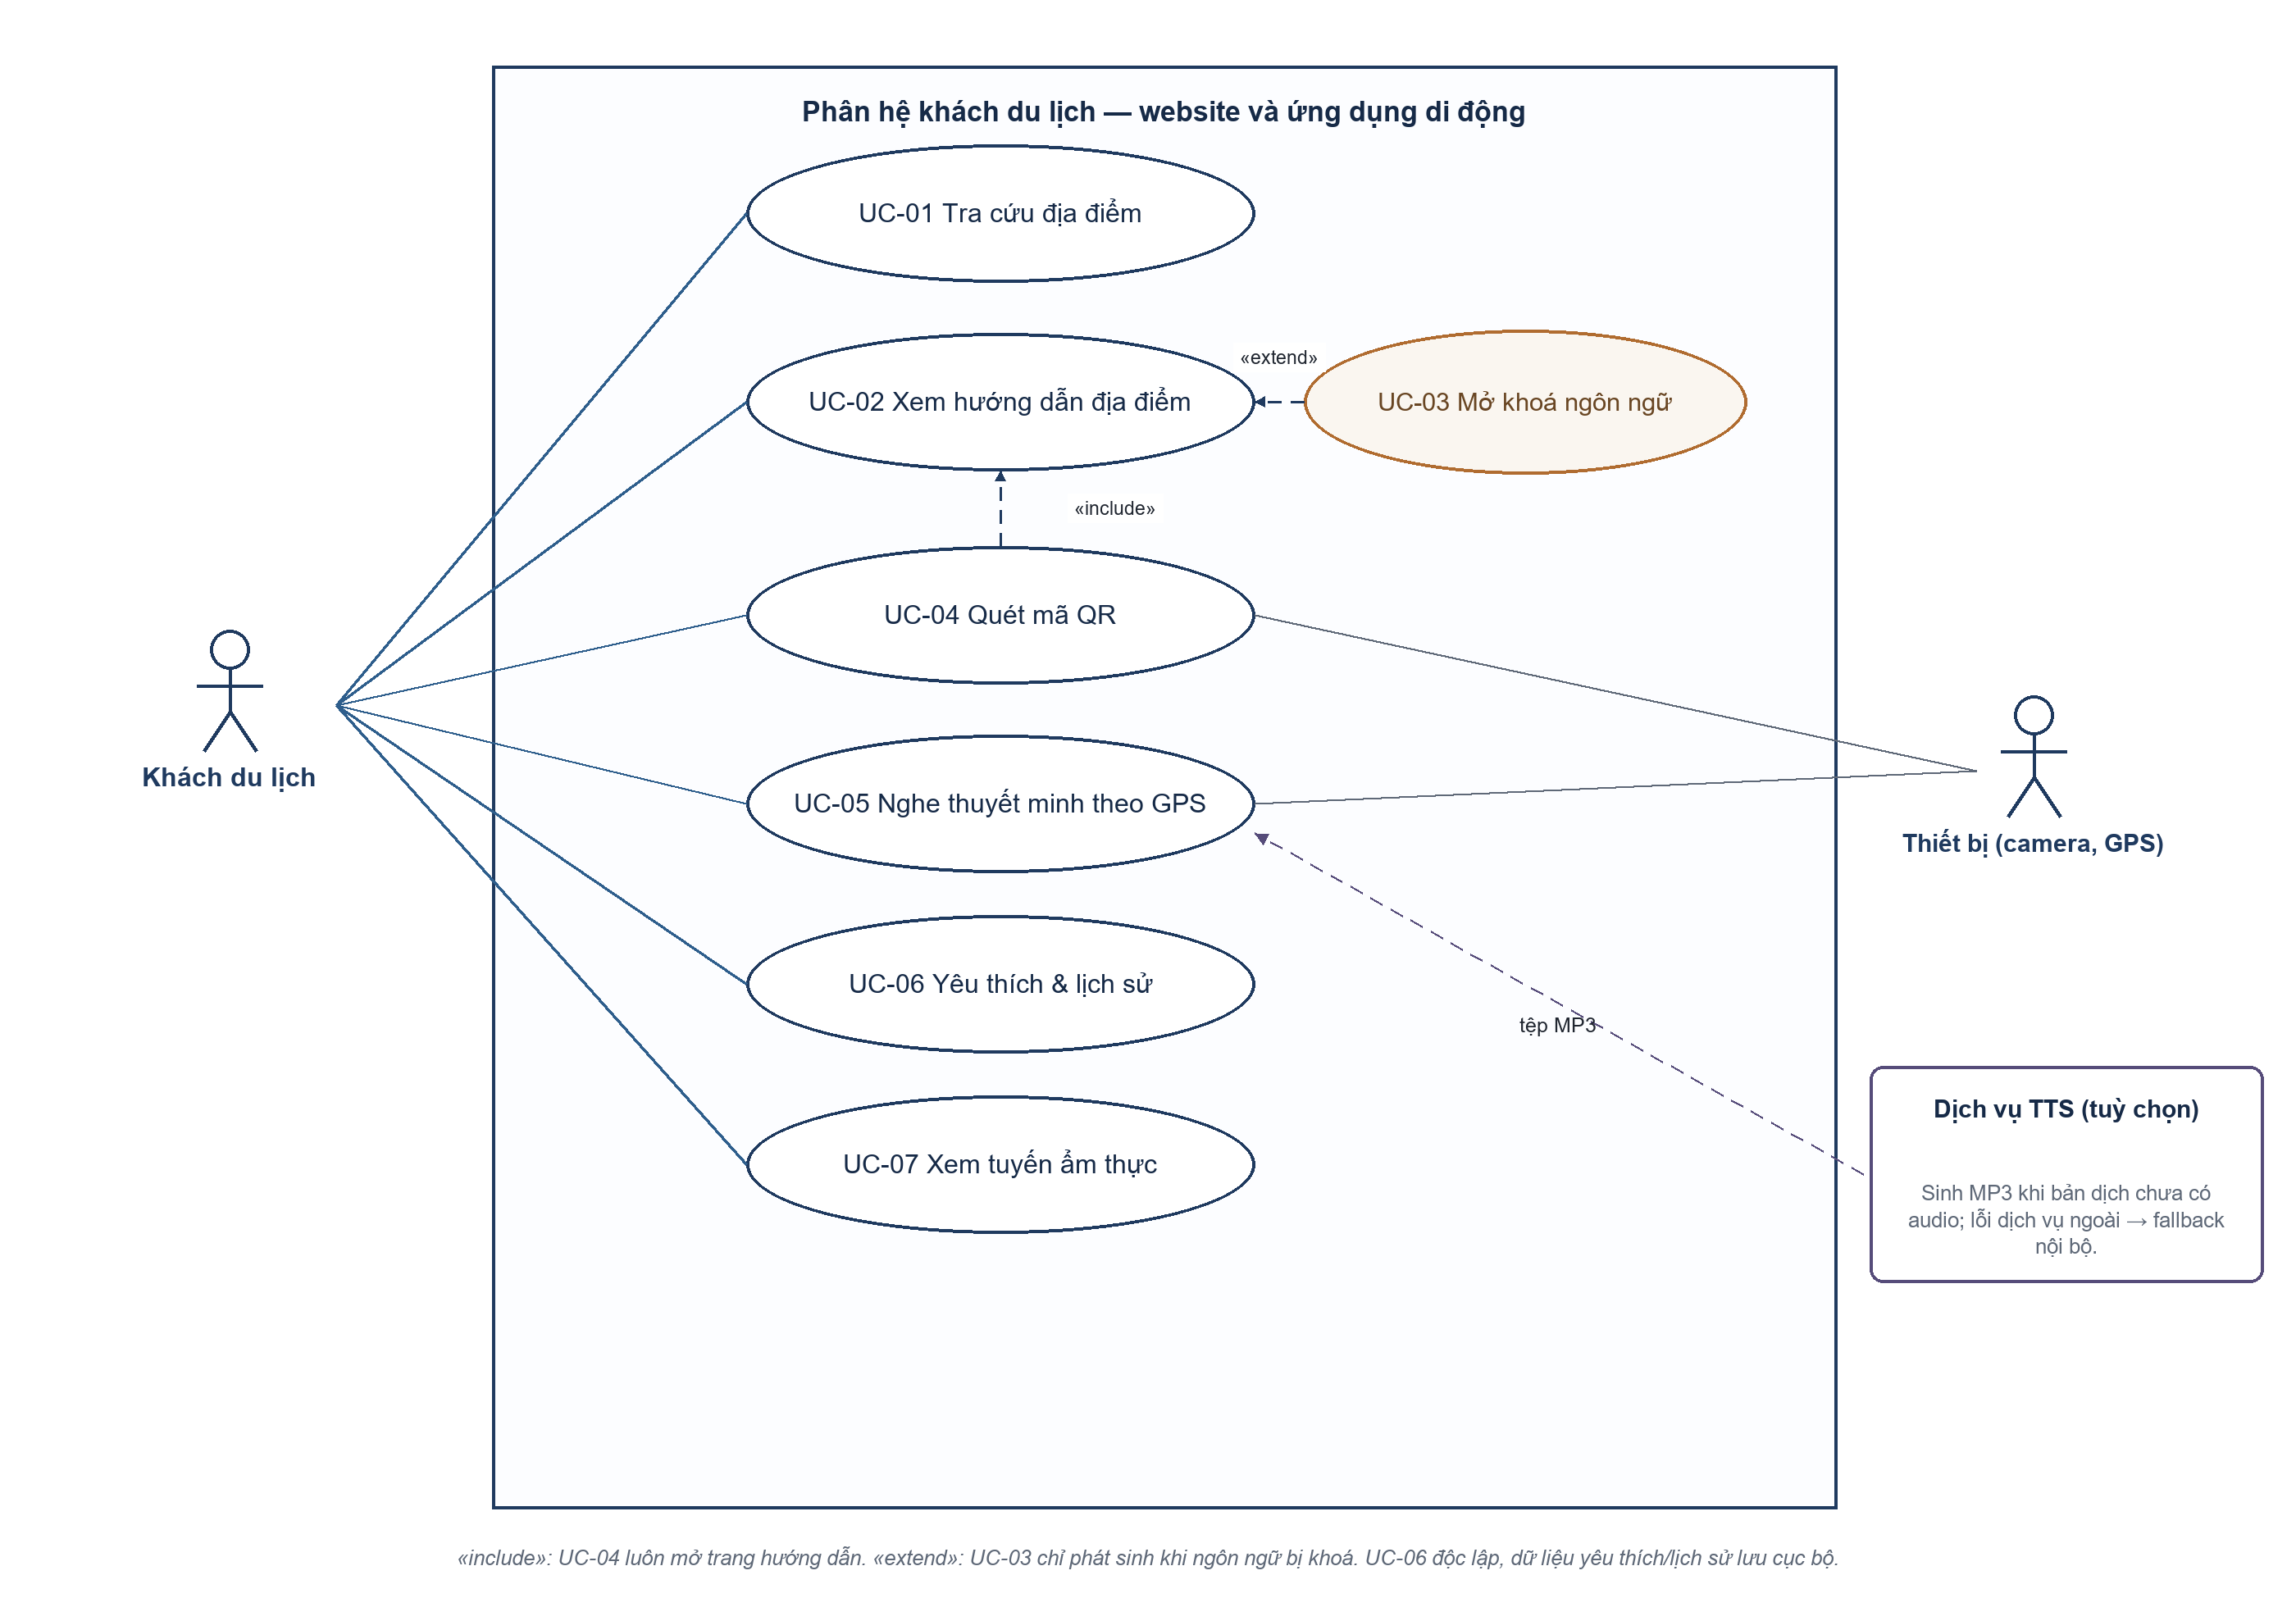 Phân hệ khách du lịch — website và ứng dụng di động
UC-01 Tra cứu địa điểm
«extend»
UC-02 Xem hướng dẫn địa điểm
UC-03 Mở khoá ngôn ngữ
«include»
UC-04 Quét mã QR
Khách du lịch
UC-05 Nghe thuyết minh theo GPS
Thiết bị (camera, GPS)
UC-06 Yêu thích & lịch sử
tệp MP3
Dịch vụ TTS (tuỳ chọn)
UC-07 Xem tuyến ẩm thực
Sinh MP3 khi bản dịch chưa có
audio; lỗi dịch vụ ngoài → fallback
nội bộ.
«include»: UC-04 luôn mở trang hướng dẫn. «extend»: UC-03 chỉ phát sinh khi ngôn ngữ bị khoá. UC-06 độc lập, dữ liệu yêu thích/lịch sử lưu cục bộ.